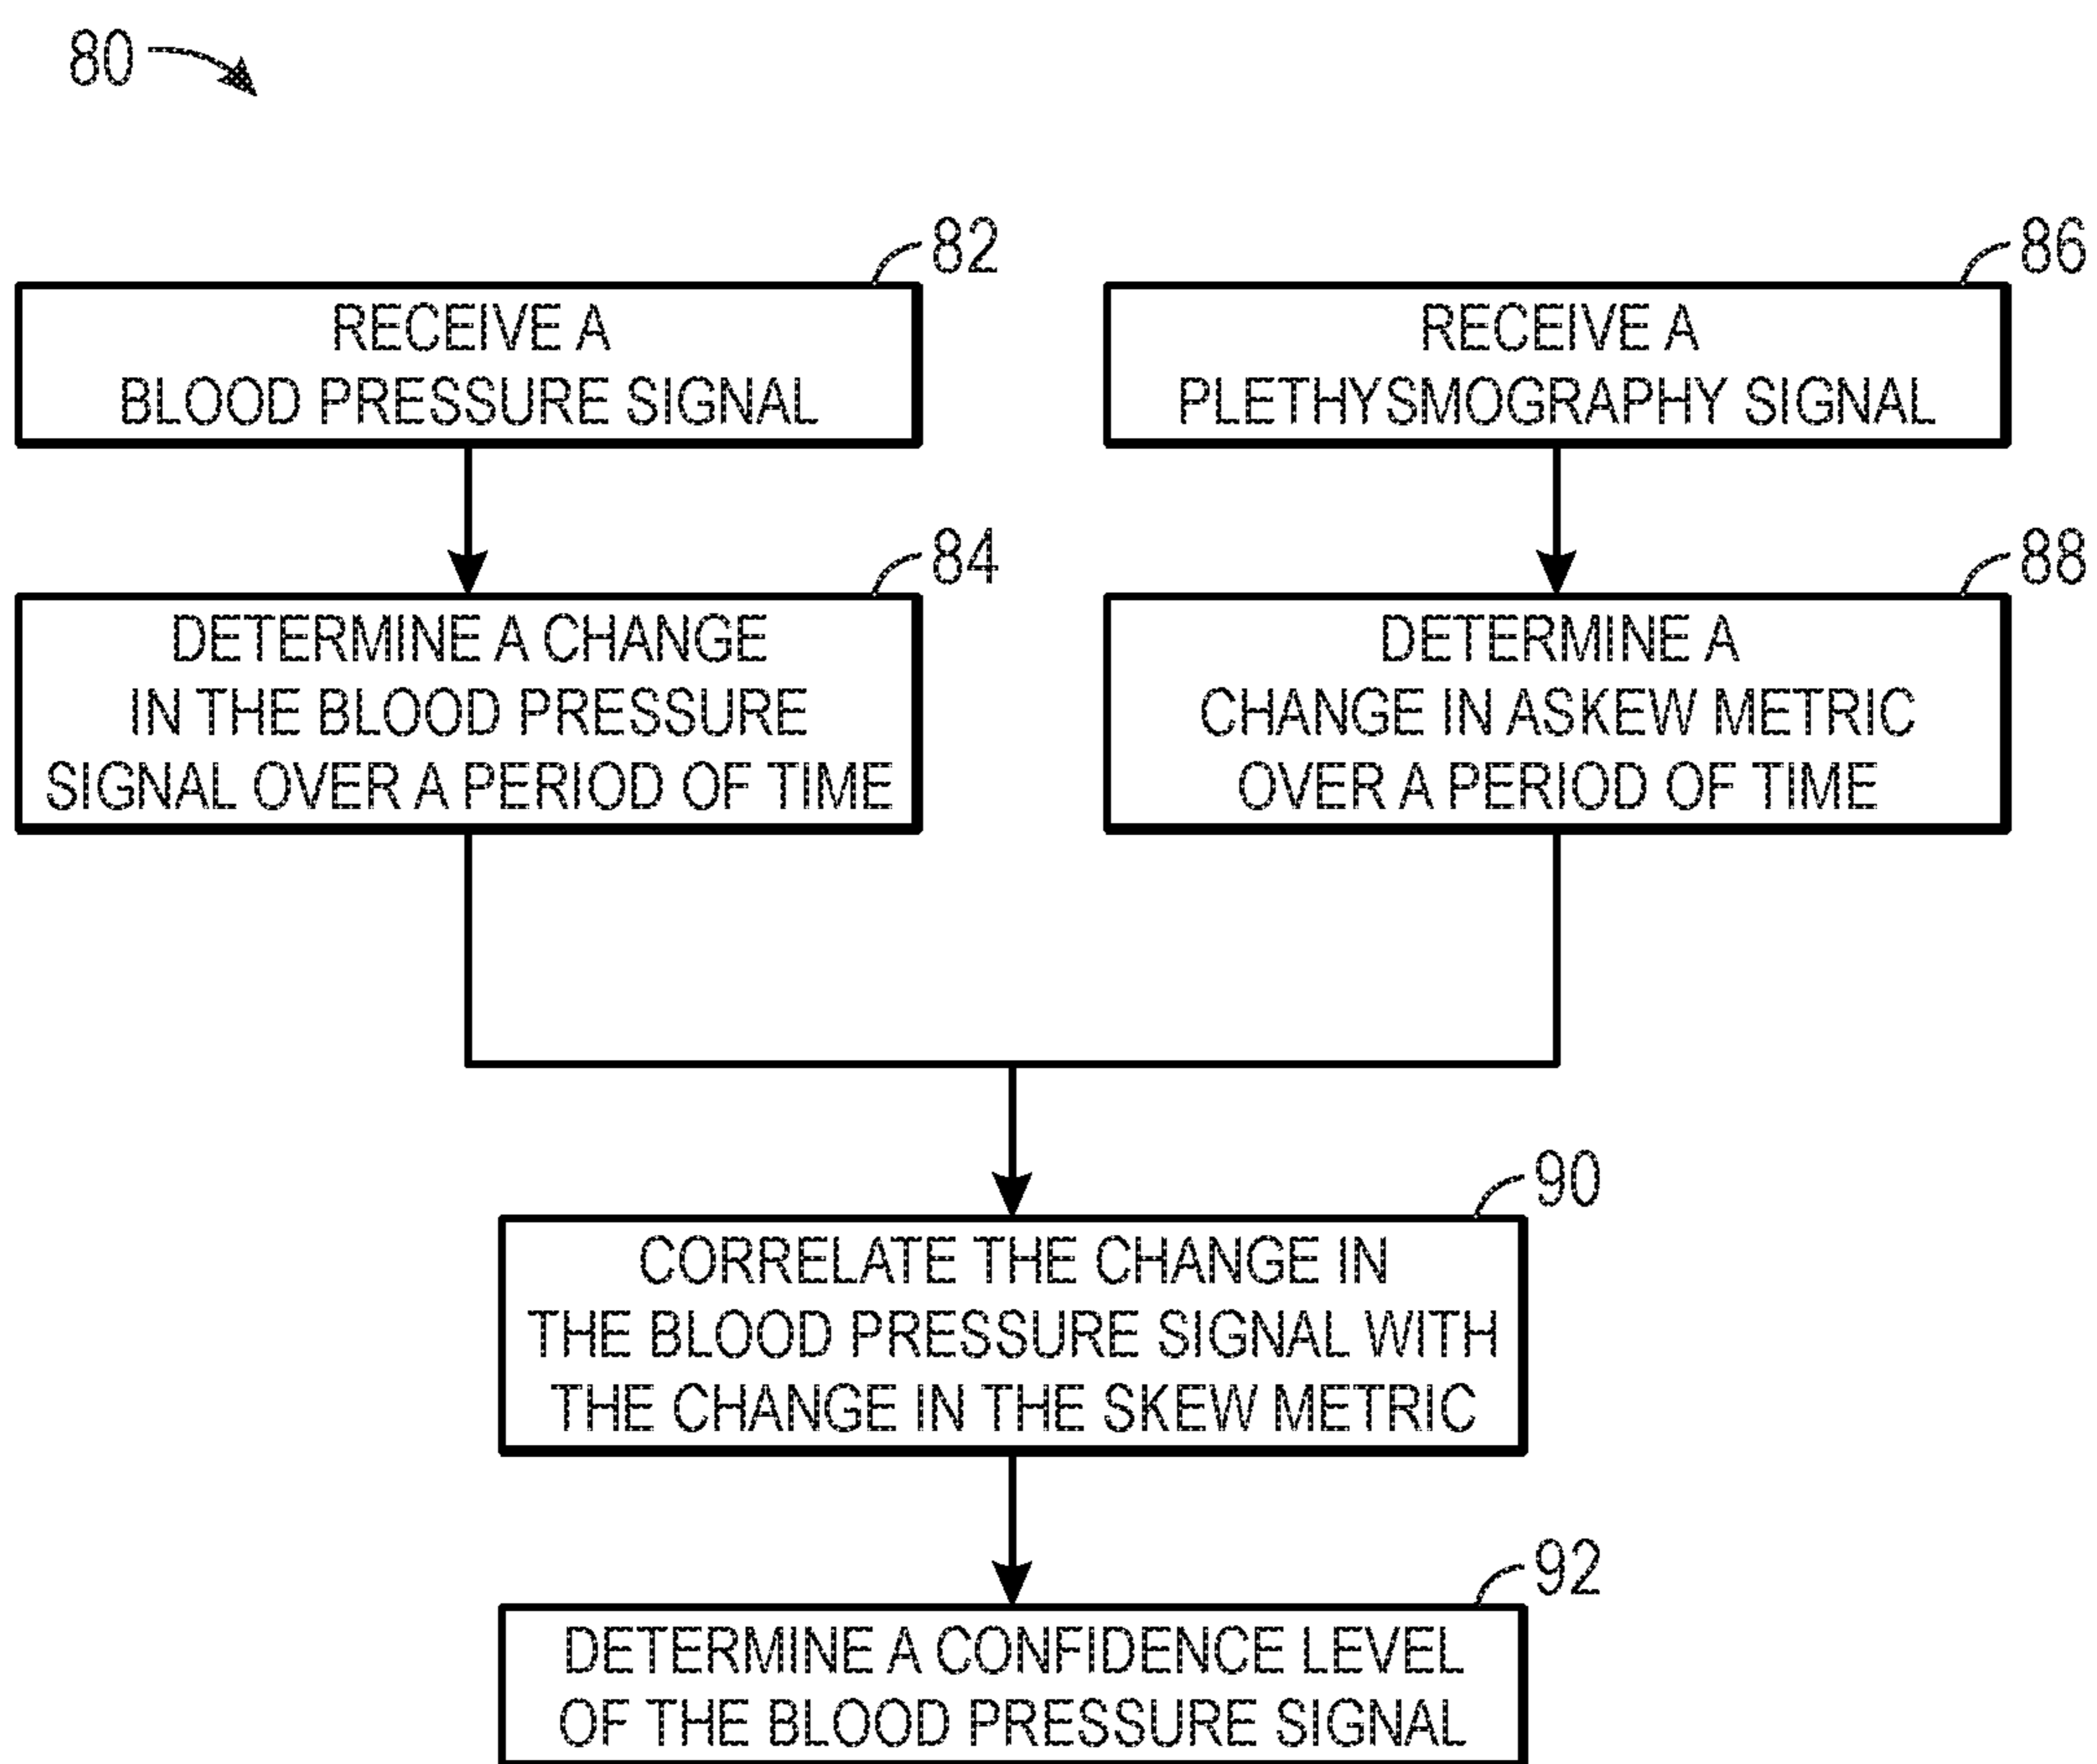 80
82
RECEIVE A
BLOOD PRESSURE SIGNAL
86
RECEIVE A
PLETHYSMOGRAPHY SIGNAL
84
DETERMINE A CHANGE
IN THE BLOOD PRESSURE
SIGNAL OVER A PERIOD OF TIME
88
DETERMINE A
CHANGE IN ASKEW METRIC
OVER A PERIOD OF TIME
90
CORRELATE THE CHANGE IN
THE BLOOD PRESSURE SIGNAL WITH
THE CHANGE IN THE SKEW METRIC
92
DETERMINE A CONFIDENCE LEVEL
OF THE BLOOD PRESSURE SIGNAL